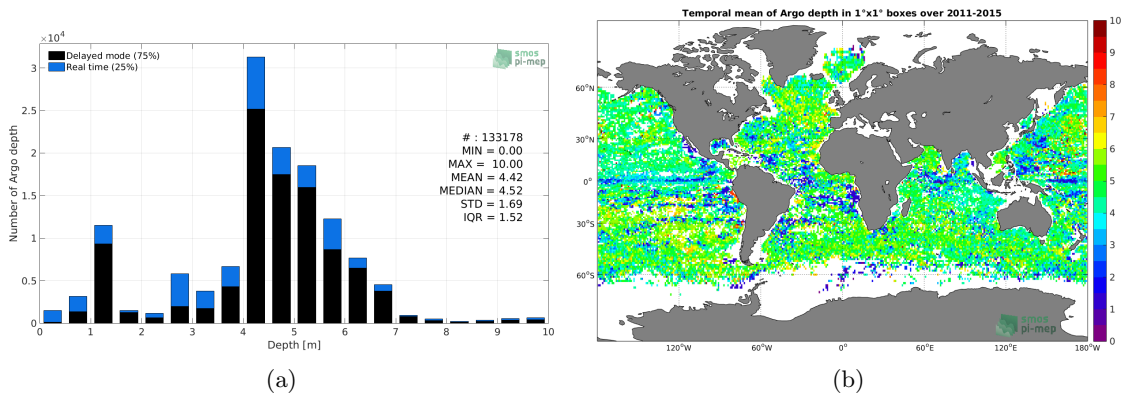 Delayed mode (75%)
Real time (25%)
smos
pi-mep
x10⁴
3
2.5
2
1.5
1
0.5
0
Number of Argo depth
# : 133178
MIN = 0.00
MAX = 10.00
MEAN = 4.42
MEDIAN = 4.52
STD = 1.69
IQR = 1.52
0 1 2 3 4 5 6 7 8 9 10
Depth [m]
(a)
Temporal mean of Argo depth in 1°x1° boxes over 2011-2015
60°N
30°N
0°
30°S
60°S
120°W 60°W 0° 60°E 120°E 180°W
smos
pi-mep
10
9
8
7
6
5
4
3
2
1
0
(b)